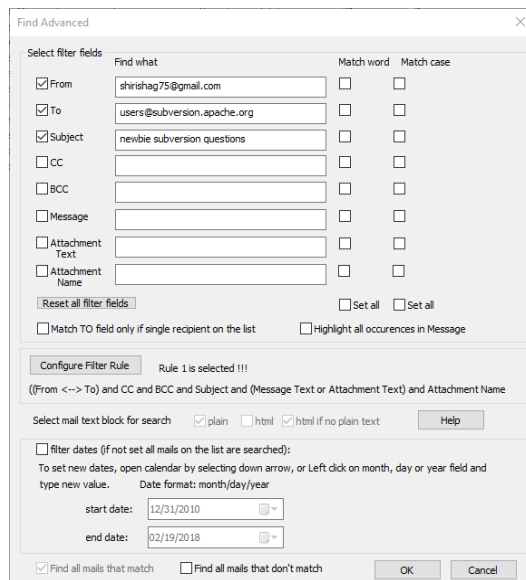 Find Advanced
Select filter fields
Find what Match word Match case
From shirishag75@gmail.com
To users@subversion.apache.org
Subject newbie subversion questions
CC
BCC
Message
Attachment
Text
Attachment
Name
Reset all filter fields Set all Set all
Match TO field only if single recipient on the list Highlight all occurences in Message
Configure Filter Rule Rule 1 is selected !!!
((From <--> To) and CC and BCC and Subject and (Message Text or Attachment Text) and Attachment Name
Select mail text block for search plain html html if no plain text Help
filter dates (if not set all mails on the list are searched):
To set new dates, open calendar by selecting down arrow, or Left click on month, day or year field and
type new value. Date format: month/day/year
start date: 12/31/2010
end date: 02/19/2018
Find all mails that match Find all mails that don't match OK Cancel